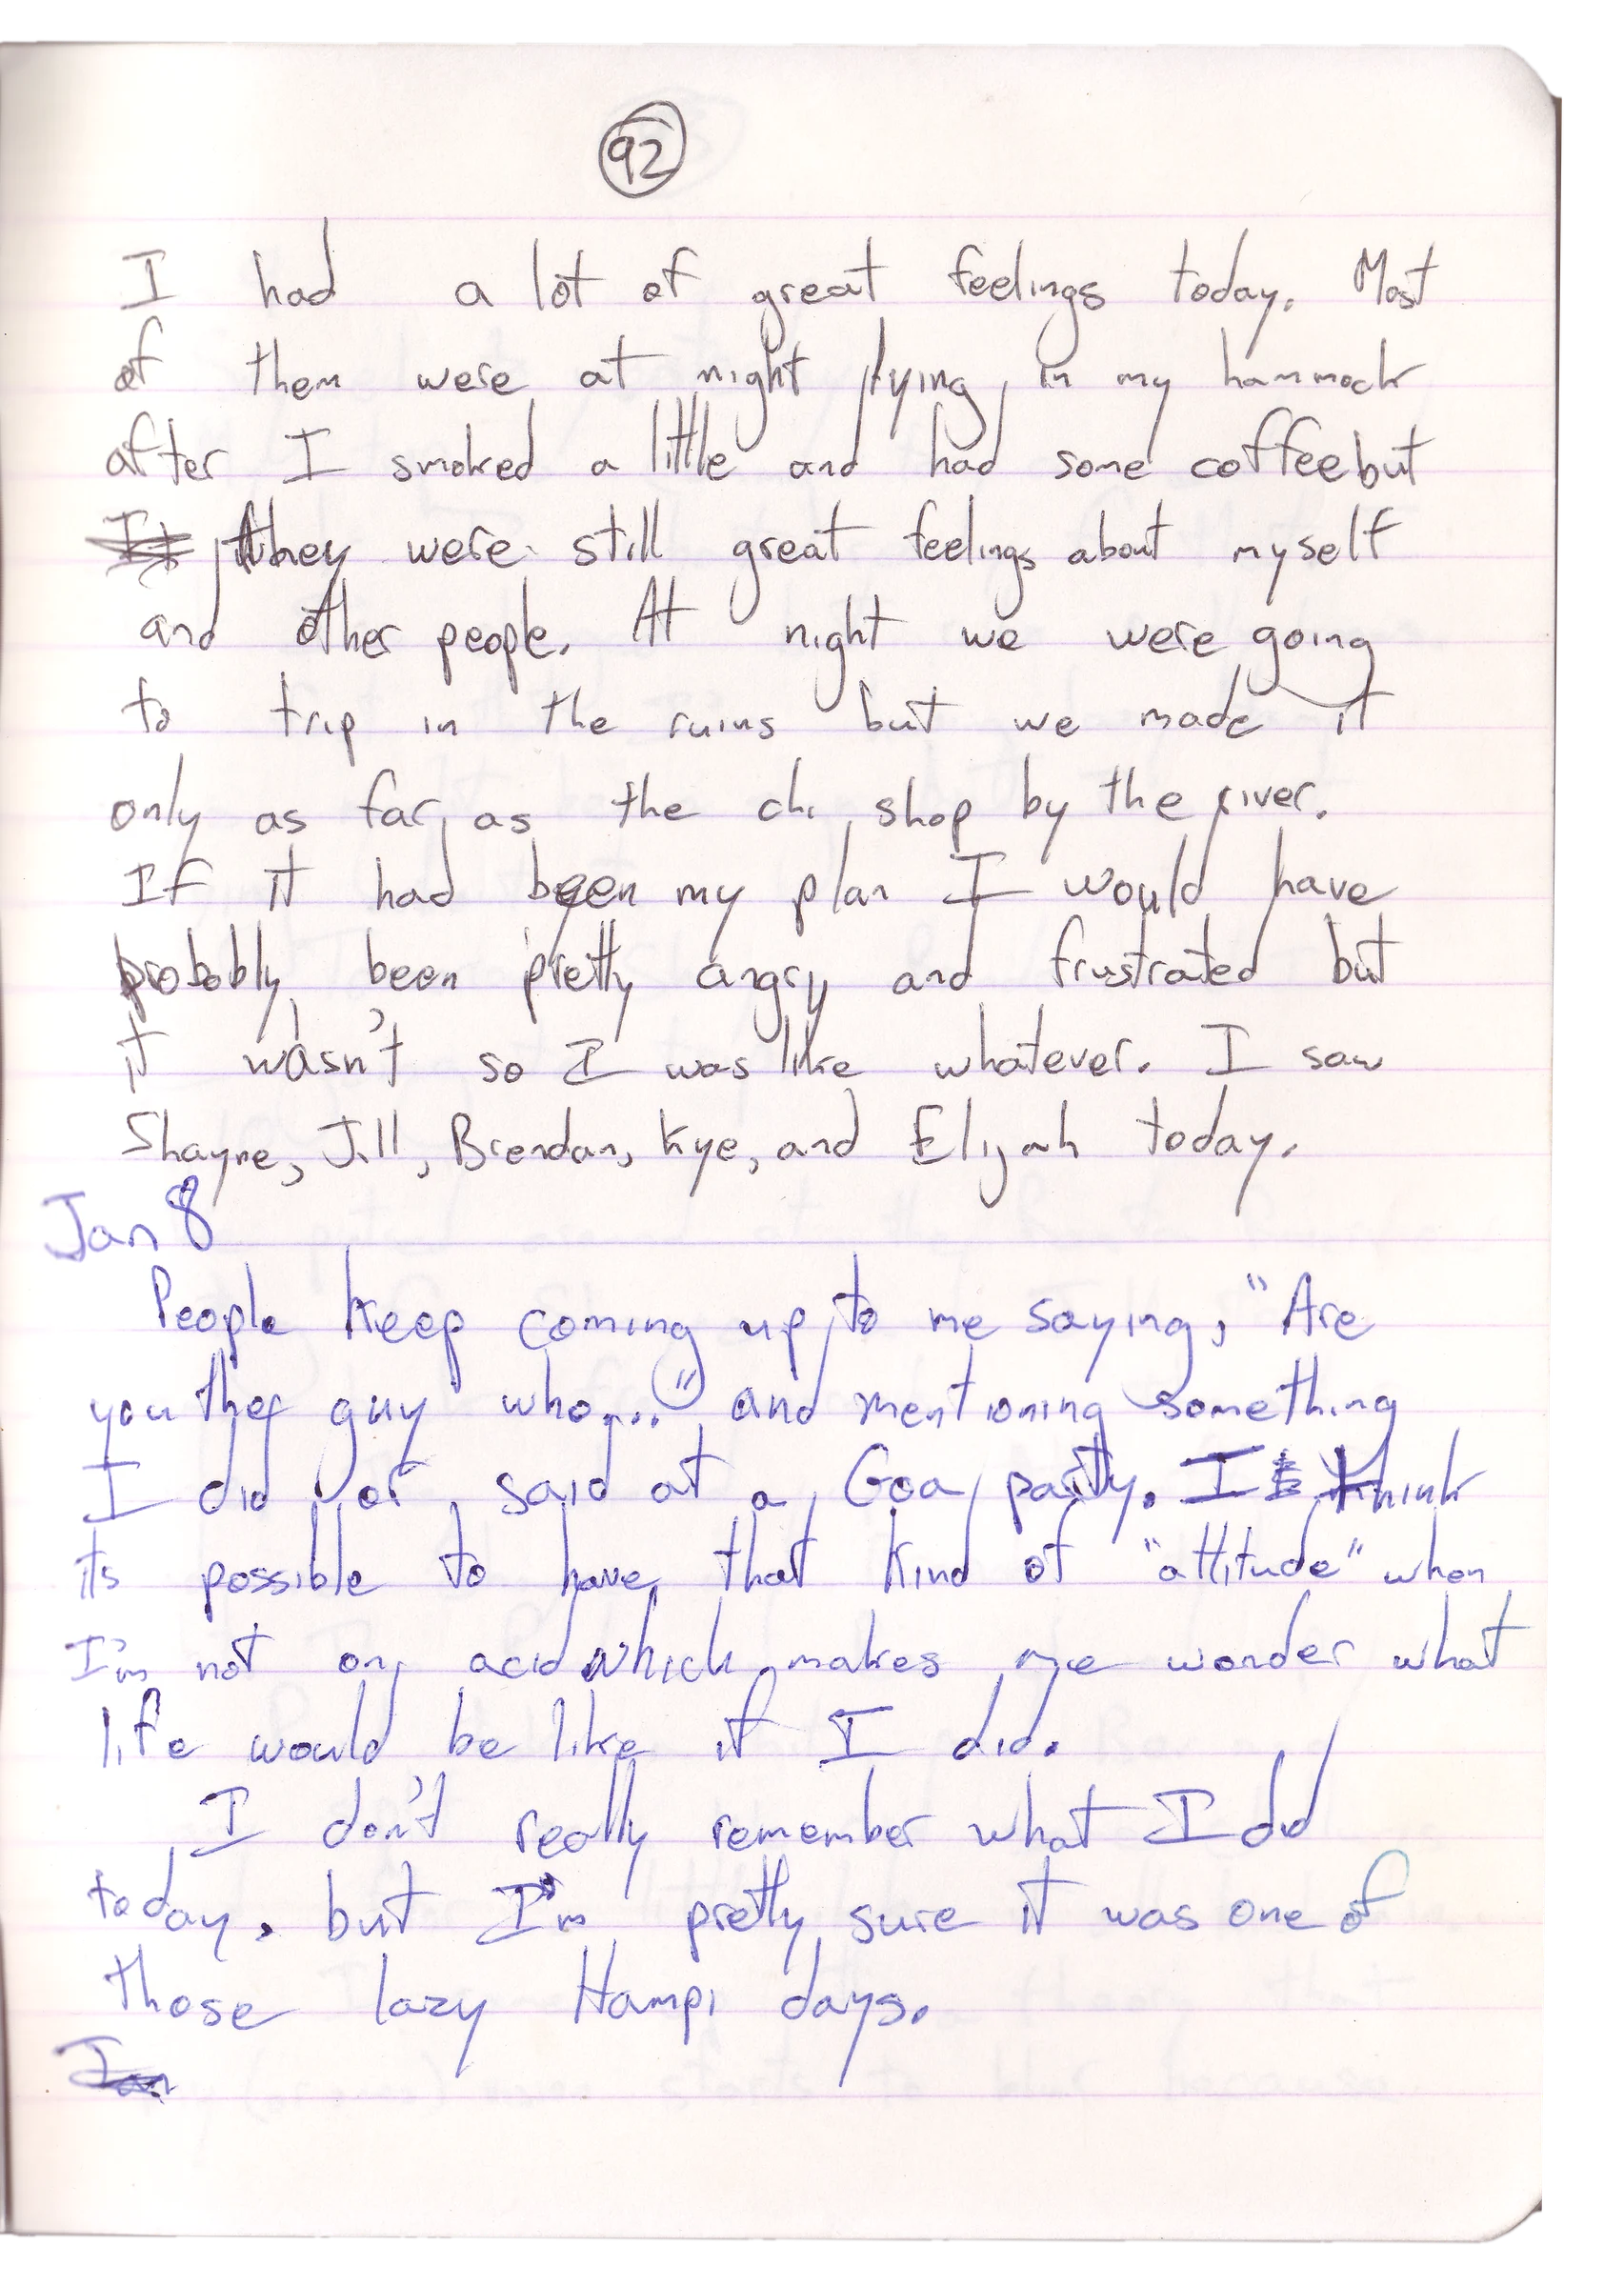 92
I had a lot of great feelings today. Most
of them were at night lying in my hammock
after I smoked a little and had some coffee but
they were still great feelings about myself
and other people. At night we were going
to trip in the ruins but we made it
only as far as the chi shop by the river.
If it had been my plan I would have
probably been pretty angry and frustrated but
it wasn't so I was like whatever. I saw
Shayne, Jill, Brendan, Kye, and Elijah today.
Jan 8
People keep coming up to me saying, "Are
you the guy who..." and mentioning something
I did or said at a Goa party. I think
its possible to have that kind of "attitude" when
I'm not on acid which makes me wonder what
life would be like if I did.
I don't really remember what I did
today, but I'm pretty sure it was one of
those lazy Hampi days.
Jan